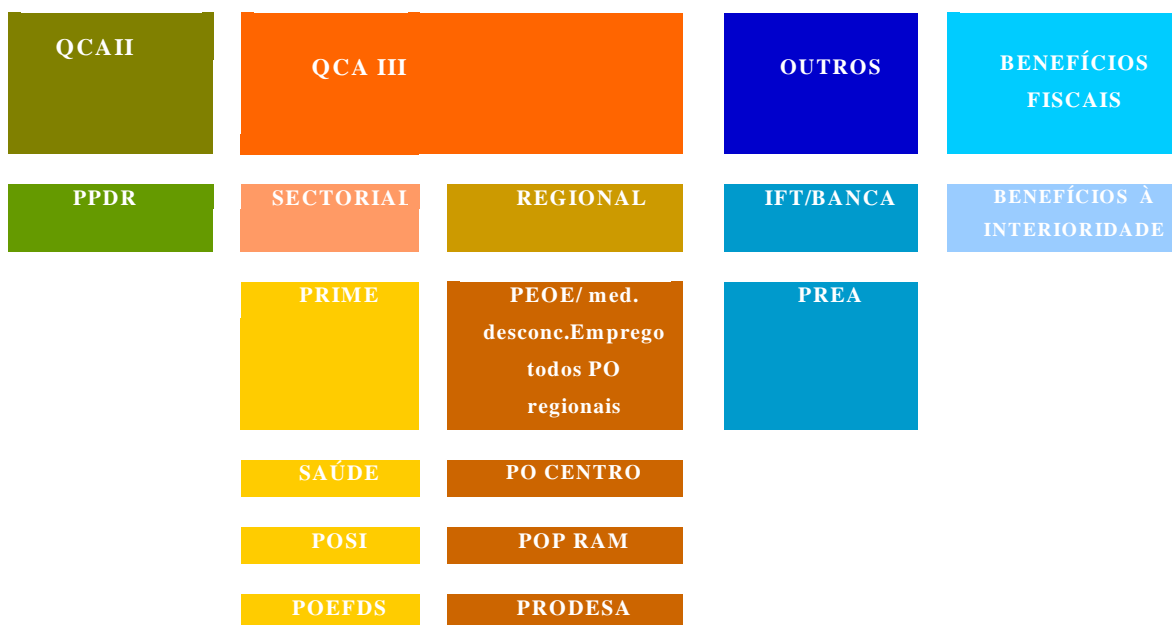 QCAII
QCA III
OUTROS
BENEFÍCIOS
FISCAIS
PPDR
SECTORIAL
REGIONAL
IFT/BANCA
BENEFÍCIOS À
INTERIORIDADE
PRIME
PEOE/ med.
desconc.Emprego
todos PO
regionais
PREA
SAÚDE
PO CENTRO
POSI
POP RAM
POEFDS
PRODESA